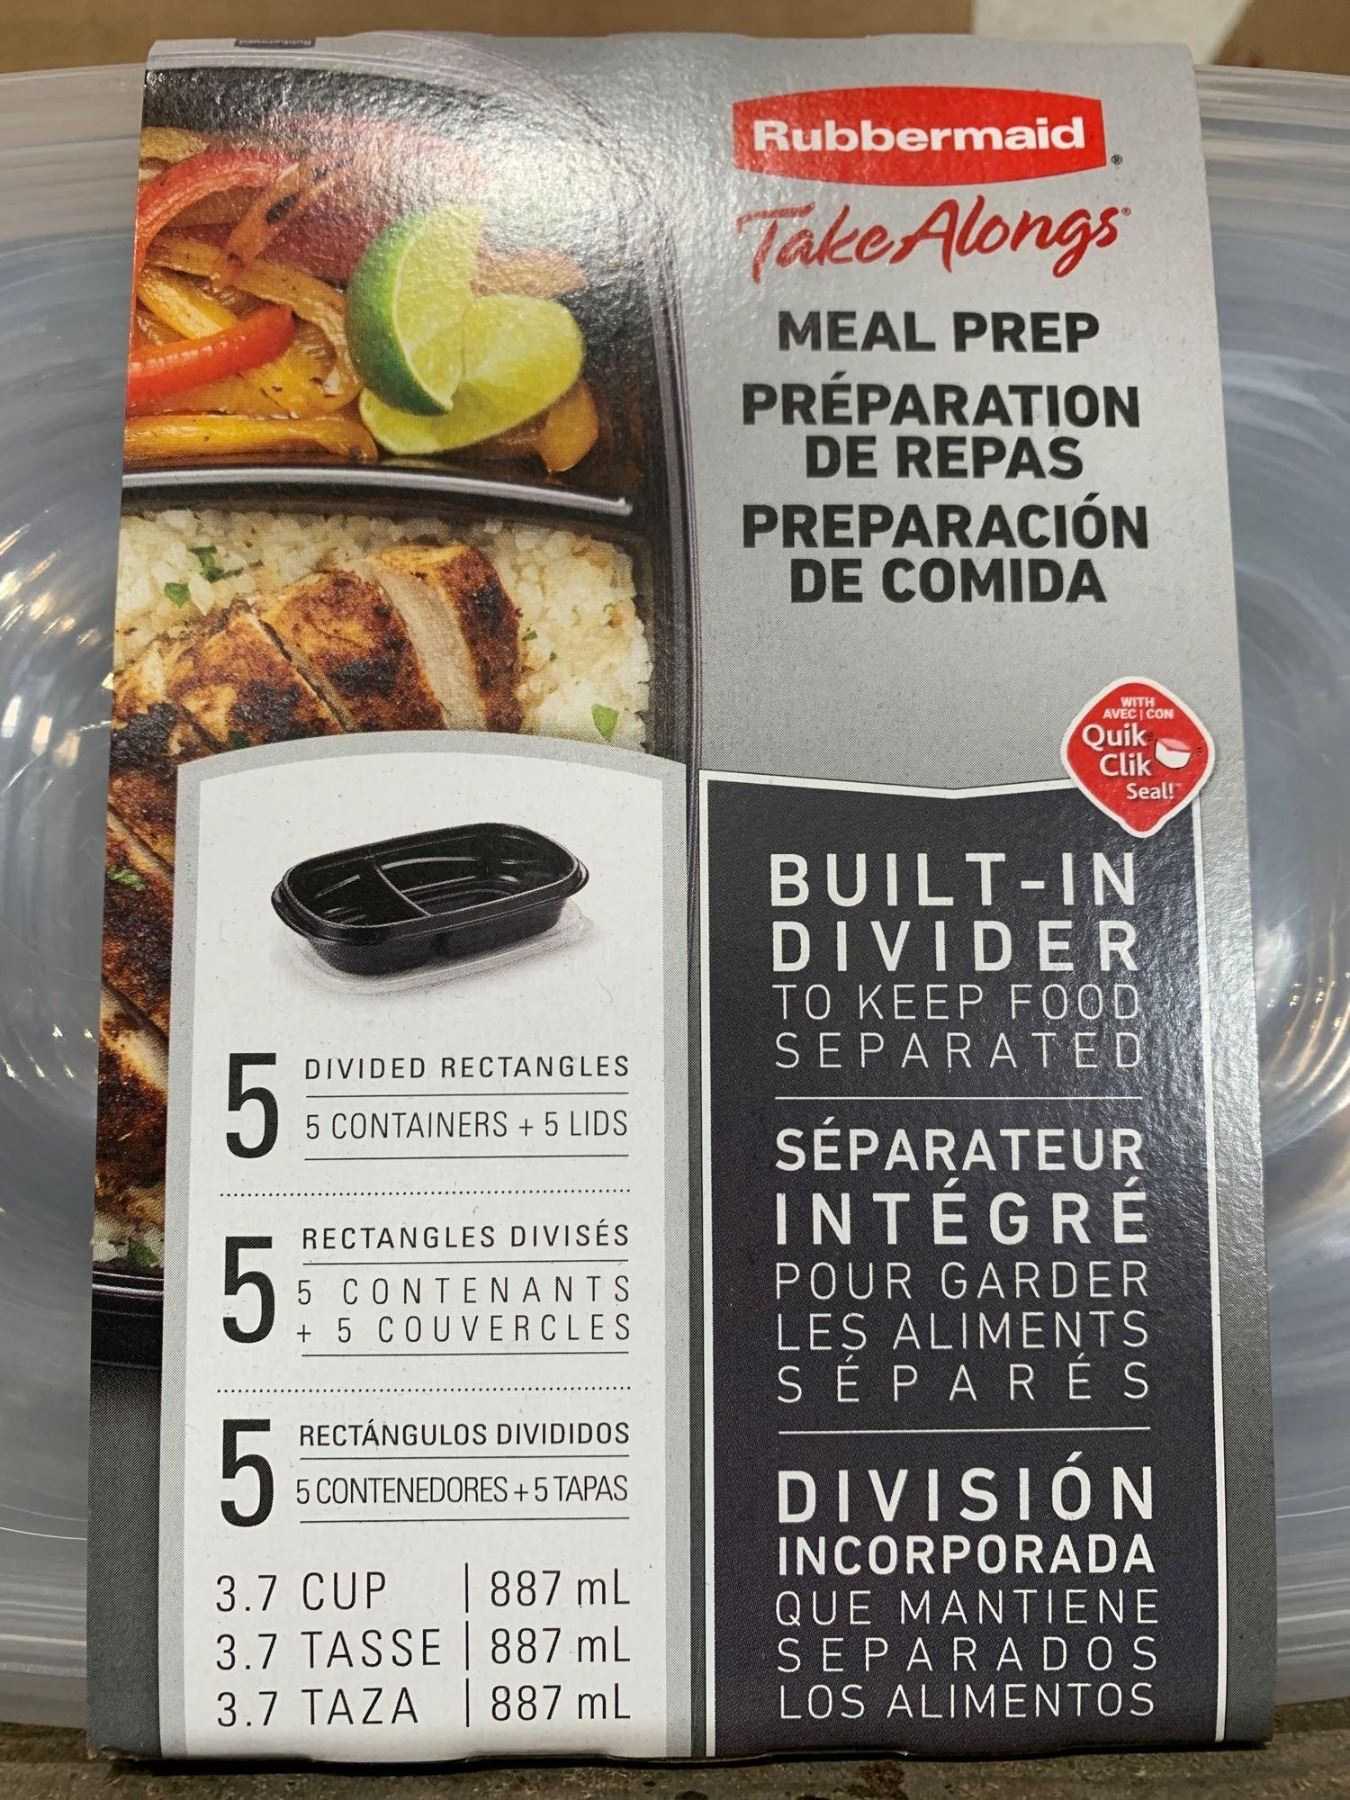 Rubbermaid®
TakeAlongs®
MEAL PREP
PRÉPARATION
DE REPAS
PREPARACIÓN
DE COMIDA
WITH
AVEC | CON
Quik
Clik
Seal!™
BUILT-IN
DIVIDER
TO KEEP FOOD
SEPARATED
SÉPARATEUR
INTÉGRÉ
POUR GARDER
LES ALIMENTS
SÉPARÉS
DIVISIÓN
INCORPORADA
QUE MANTIENE
SEPARADOS
LOS ALIMENTOS
5 DIVIDED RECTANGLES
5 CONTAINERS + 5 LIDS
5 RECTANGLES DIVISÉS
5 CONTENANTS
+ 5 COUVERCLES
5 RECTÁNGULOS DIVIDIDOS
5 CONTENEDORES + 5 TAPAS
3.7 CUP | 887 mL
3.7 TASSE | 887 mL
3.7 TAZA | 887 mL